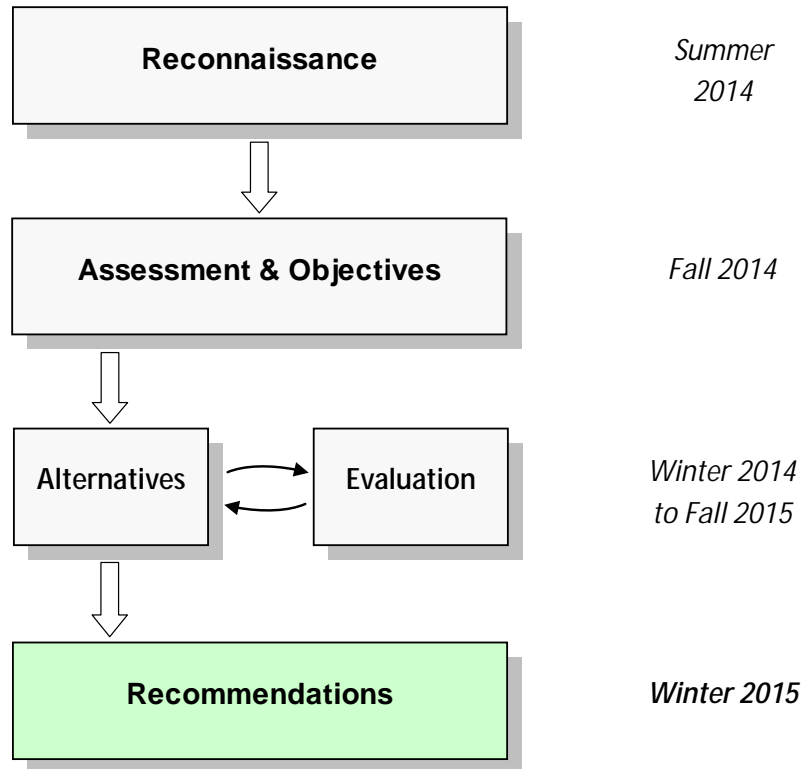 Reconnaissance
Summer
2014
Assessment & Objectives
Fall 2014
Alternatives
Evaluation
Winter 2014
to Fall 2015
Recommendations
Winter 2015